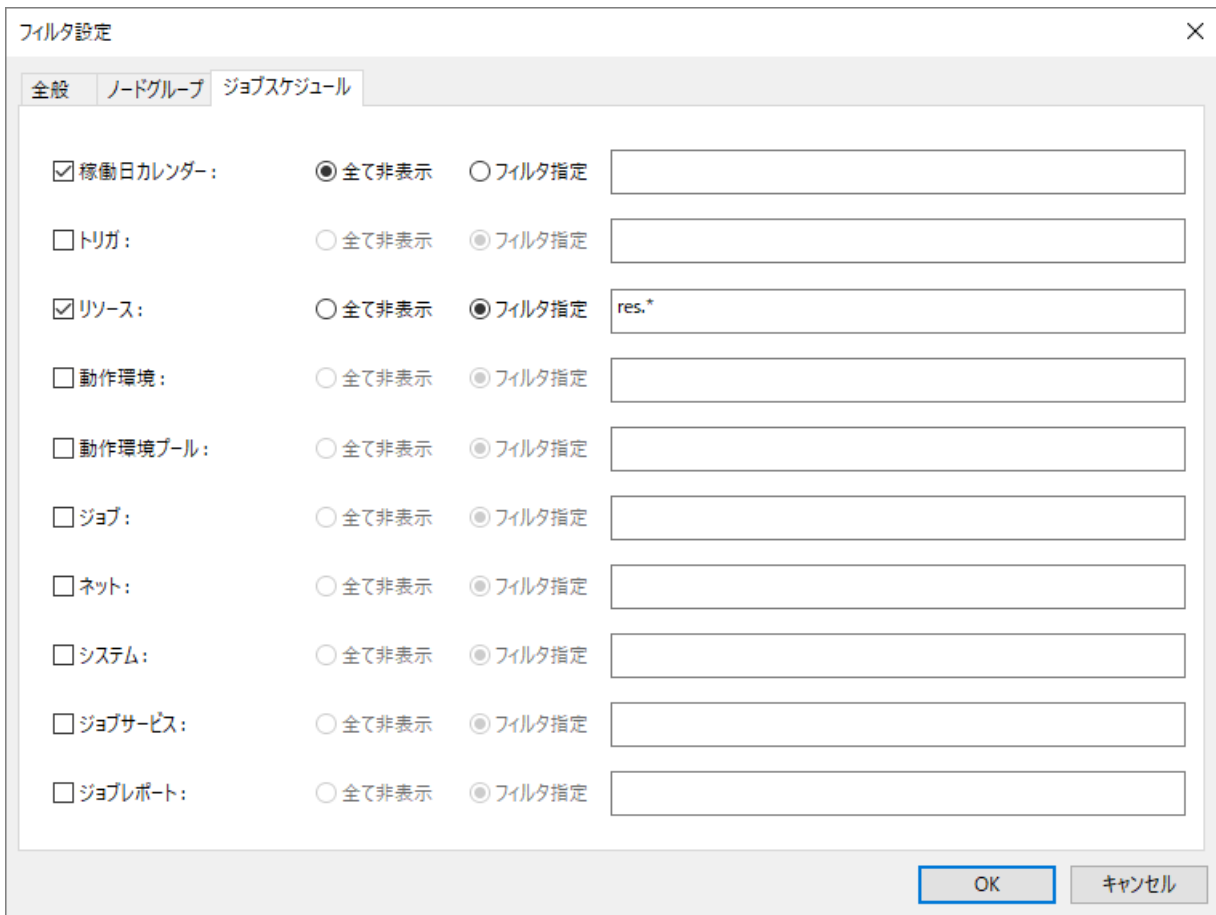 フィルタ設定
全般 ノードグループ ジョブスケジュール
稼働日カレンダー: 全て非表示 フィルタ指定
トリガ: 全て非表示 フィルタ指定
リソース: 全て非表示 フィルタ指定 res.*
動作環境: 全て非表示 フィルタ指定
動作環境プール: 全て非表示 フィルタ指定
ジョブ: 全て非表示 フィルタ指定
ネット: 全て非表示 フィルタ指定
システム: 全て非表示 フィルタ指定
ジョブサービス: 全て非表示 フィルタ指定
ジョブレポート: 全て非表示 フィルタ指定
OK キャンセル